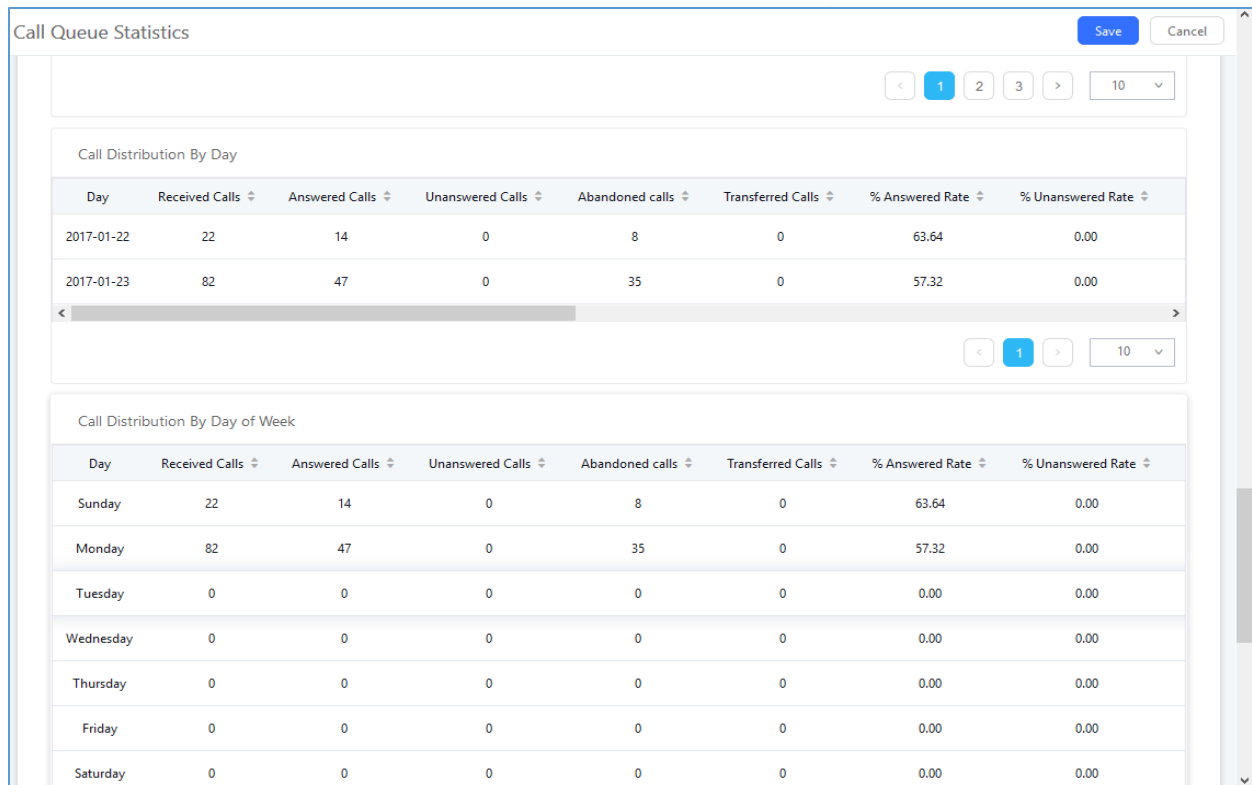 Call Queue Statistics Save Cancel
< 1 2 3 > 10
Call Distribution By Day
Day Received Calls Answered Calls Unanswered Calls Abandoned calls Transferred Calls % Answered Rate % Unanswered Rate
2017-01-22 22 14 0 8 0 63.64 0.00
2017-01-23 82 47 0 35 0 57.32 0.00
< 1 > 10
Call Distribution By Day of Week
Day Received Calls Answered Calls Unanswered Calls Abandoned calls Transferred Calls % Answered Rate % Unanswered Rate
Sunday 22 14 0 8 0 63.64 0.00
Monday 82 47 0 35 0 57.32 0.00
Tuesday 0 0 0 0 0 0.00 0.00
Wednesday 0 0 0 0 0 0.00 0.00
Thursday 0 0 0 0 0 0.00 0.00
Friday 0 0 0 0 0 0.00 0.00
Saturday 0 0 0 0 0 0.00 0.00